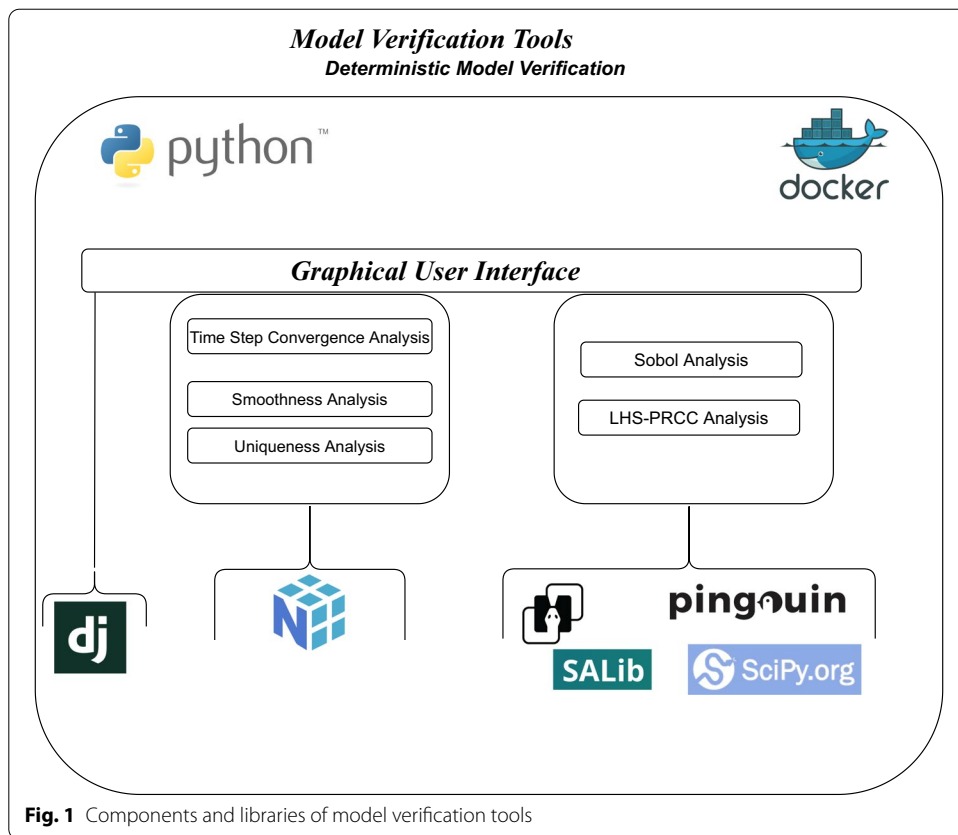 Model Verification Tools
Deterministic Model Verification
python™
docker
Graphical User Interface
Time Step Convergence Analysis
Smoothness Analysis
Uniqueness Analysis
Sobol Analysis
LHS-PRCC Analysis
dj
N
pingouin
SALib
SciPy.org
Fig. 1 Components and libraries of model verification tools